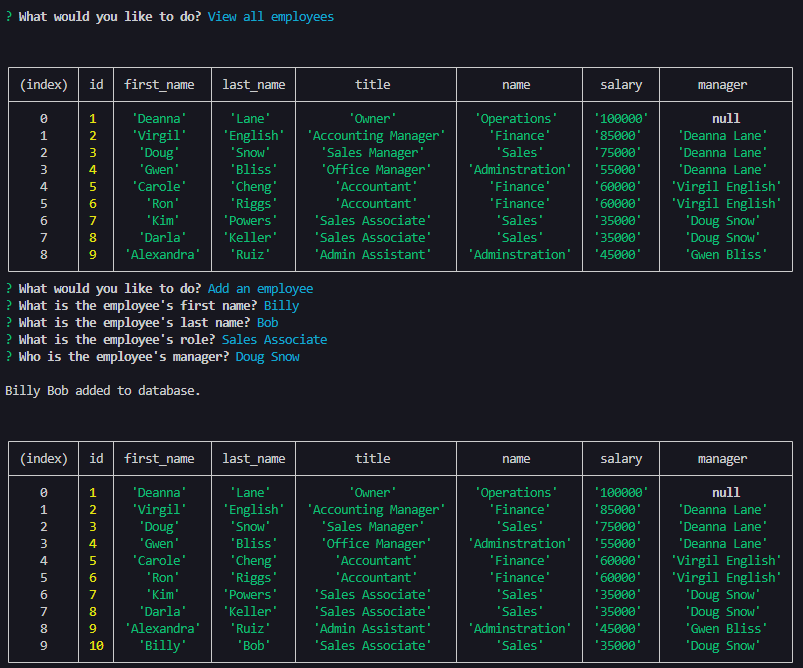 ? What would you like to do? View all employees
(index) id first_name last_name title name salary manager
0 1 'Deanna' 'Lane' 'Owner' 'Operations' '100000' null
1 2 'Virgil' 'English' 'Accounting Manager' 'Finance' '85000' 'Deanna Lane'
2 3 'Doug' 'Snow' 'Sales Manager' 'Sales' '75000' 'Deanna Lane'
3 4 'Gwen' 'Bliss' 'Office Manager' 'Adminstration' '55000' 'Deanna Lane'
4 5 'Carole' 'Cheng' 'Accountant' 'Finance' '60000' 'Virgil English'
5 6 'Ron' 'Riggs' 'Accountant' 'Finance' '60000' 'Virgil English'
6 7 'Kim' 'Powers' 'Sales Associate' 'Sales' '35000' 'Doug Snow'
7 8 'Darla' 'Keller' 'Sales Associate' 'Sales' '35000' 'Doug Snow'
8 9 'Alexandra' 'Ruiz' 'Admin Assistant' 'Adminstration' '45000' 'Gwen Bliss'
? What would you like to do? Add an employee
? What is the employee's first name? Billy
? What is the employee's last name? Bob
? What is the employee's role? Sales Associate
? Who is the employee's manager? Doug Snow
Billy Bob added to database.
(index) id first_name last_name title name salary manager
0 1 'Deanna' 'Lane' 'Owner' 'Operations' '100000' null
1 2 'Virgil' 'English' 'Accounting Manager' 'Finance' '85000' 'Deanna Lane'
2 3 'Doug' 'Snow' 'Sales Manager' 'Sales' '75000' 'Deanna Lane'
3 4 'Gwen' 'Bliss' 'Office Manager' 'Adminstration' '55000' 'Deanna Lane'
4 5 'Carole' 'Cheng' 'Accountant' 'Finance' '60000' 'Virgil English'
5 6 'Ron' 'Riggs' 'Accountant' 'Finance' '60000' 'Virgil English'
6 7 'Kim' 'Powers' 'Sales Associate' 'Sales' '35000' 'Doug Snow'
7 8 'Darla' 'Keller' 'Sales Associate' 'Sales' '35000' 'Doug Snow'
8 9 'Alexandra' 'Ruiz' 'Admin Assistant' 'Adminstration' '45000' 'Gwen Bliss'
9 10 'Billy' 'Bob' 'Sales Associate' 'Sales' '35000' 'Doug Snow'